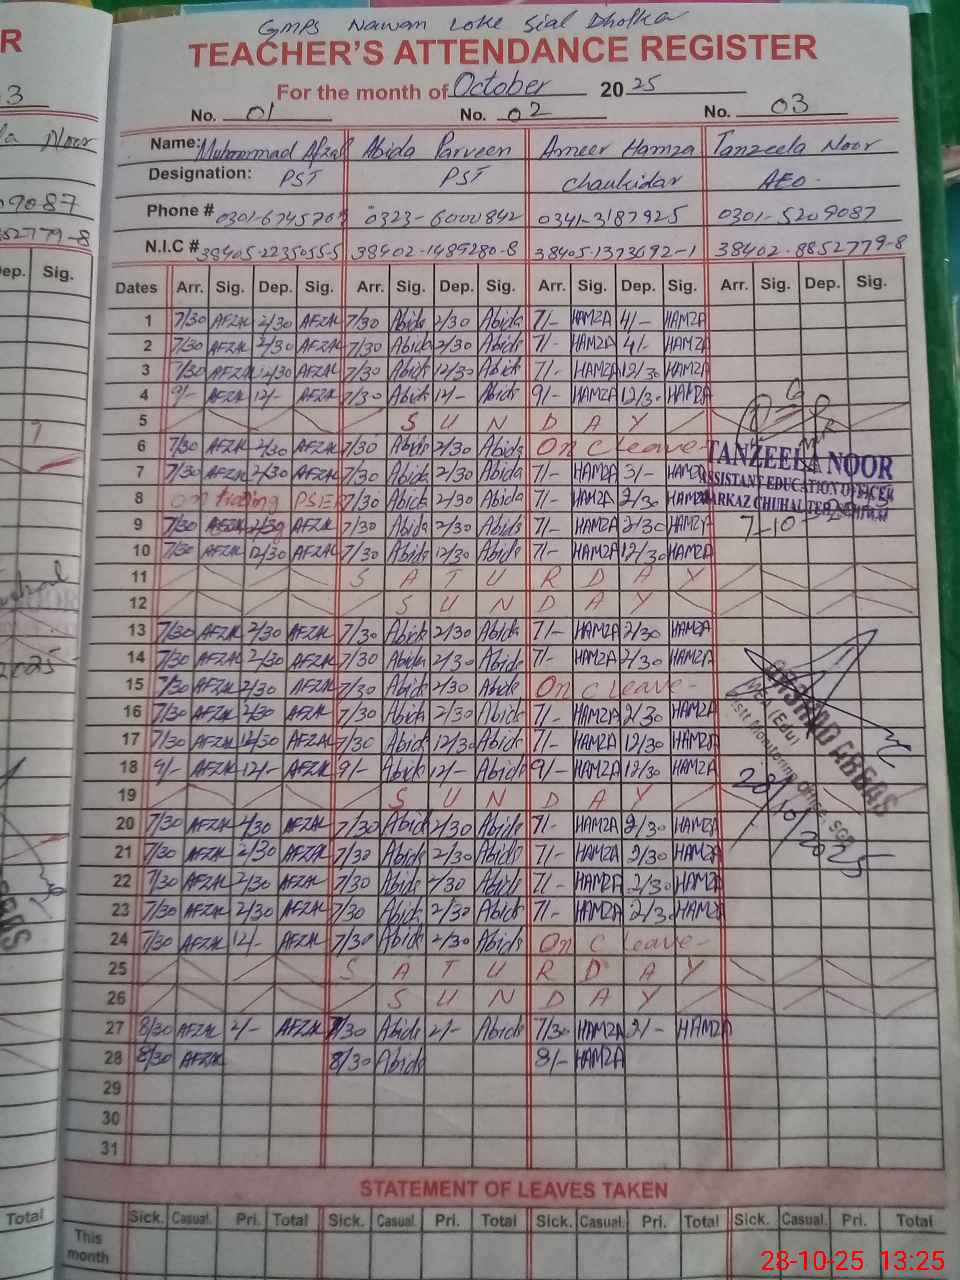 GMPS Nawan Loke Sial Dholka
TEACHER'S ATTENDANCE REGISTER
For the month of October 2025
No. 01 No. 02 No. 03
Name: Muhammad Afzal Abida Parveen Ameer Hamza Tanzeela Noor
Designation: PST PST Chaukidar AEO.
Phone # 0323-6000842 0341-3187925 0301-5209087
N.I.C # 38405-2235055-5 38402-1489280-8 38405-1373692-1 38402-8852779-8
Dates Arr. Sig. Dep. Sig. Arr. Sig. Dep. Sig. Arr. Sig. Dep. Sig. Arr. Sig. Dep. Sig.
1 7/30 AFZAL 2/30 AFZAL 7/30 Abida 2/30 Abida 7/- HAMZA 4/- HAMZA
2 7/30 AFZAL 2/30 AFZAL 7/30 Abida 2/30 Abida 7/- HAMZA 4/- HAMZA
3 7/30 AFZAL 12/30 AFZAL 7/30 Abida 12/30 Abida 7/- HAMZA 12/30 HAMZA
4 9/- AFZAL 12/- AFZAL 7/30 Abida 12/- Abida 9/- HAMZA 12/30 HAMZA
5 SUNDAY
6 7/30 AFZAL 2/30 AFZAL 7/30 Abida 2/30 Abida On C Leave-
7 7/30 AFZAL 2/30 AFZAL 7/30 Abida 2/30 Abida 7/- HAMZA 3/- HAMZA
TANZEELA NOOR
ASSISTANT EDUCATION OFFICER
MARKAZ CHUHAL
7-10-2025
8 On PSER 7/30 Abida 2/30 Abida 7/- HAMZA 2/30 HAMZA
9 7/30 AFZAL 2/30 AFZAL 7/30 Abida 2/30 Abida 7/- HAMZA 2/30 HAMZA
10 7/30 AFZAL 12/30 AFZAL 7/30 Abida 12/30 Abida 7/- HAMZA 12/30 HAMZA
11 SATURDAY
12 SUNDAY
13 7/30 AFZAL 2/30 AFZAL 7/30 Abida 2/30 Abida 7/- HAMZA 2/30 HAMZA
14 7/30 AFZAL 2/30 AFZAL 7/30 Abida 2/30 Abida 7/- HAMZA 2/30 HAMZA
15 7/30 AFZAL 2/30 AFZAL 7/30 Abida 2/30 Abida On C Leave-
16 7/30 AFZAL 2/30 AFZAL 7/30 Abida 2/30 Abida 7/- HAMZA 2/30 HAMZA
17 7/30 AFZAL 12/30 AFZAL 7/30 Abida 12/30 Abida 7/- HAMZA 12/30 HAMZA
18 9/- AFZAL 12/- AFZAL 9/- Abida 12/- Abida 9/- HAMZA 12/30 HAMZA
ARSHAD ABBAS
MEA (Edu)
Distt Monitoring Office, SGD
28/10/2025
19 SUNDAY
20 7/30 AFZAL 2/30 AFZAL 7/30 Abida 2/30 Abida 7/- HAMZA 2/30 HAMZA
21 7/30 AFZAL 2/30 AFZAL 7/30 Abida 2/30 Abida 7/- HAMZA 2/30 HAMZA
22 7/30 AFZAL 2/30 AFZAL 7/30 Abida 2/30 Abida 7/- HAMZA 2/30 HAMZA
23 7/30 AFZAL 2/30 AFZAL 7/30 Abida 2/30 Abida 7/- HAMZA 2/30 HAMZA
24 7/30 AFZAL 12/- AFZAL 7/30 Abida 2/30 Abida On C Leave-
25 SATURDAY
26 SUNDAY
27 8/30 AFZAL 2/- AFZAL 7/30 Abida 2/- Abida 7/30 HAMZA 2/- HAMZA
28 8/30 AFZAL 8/30 Abida 8/- HAMZA
29
30
31
STATEMENT OF LEAVES TAKEN
Sick. Casual. Pri. Total Sick. Casual. Pri. Total Sick. Casual. Pri. Total Sick. Casual. Pri. Total
This month
28-10-25 13:25